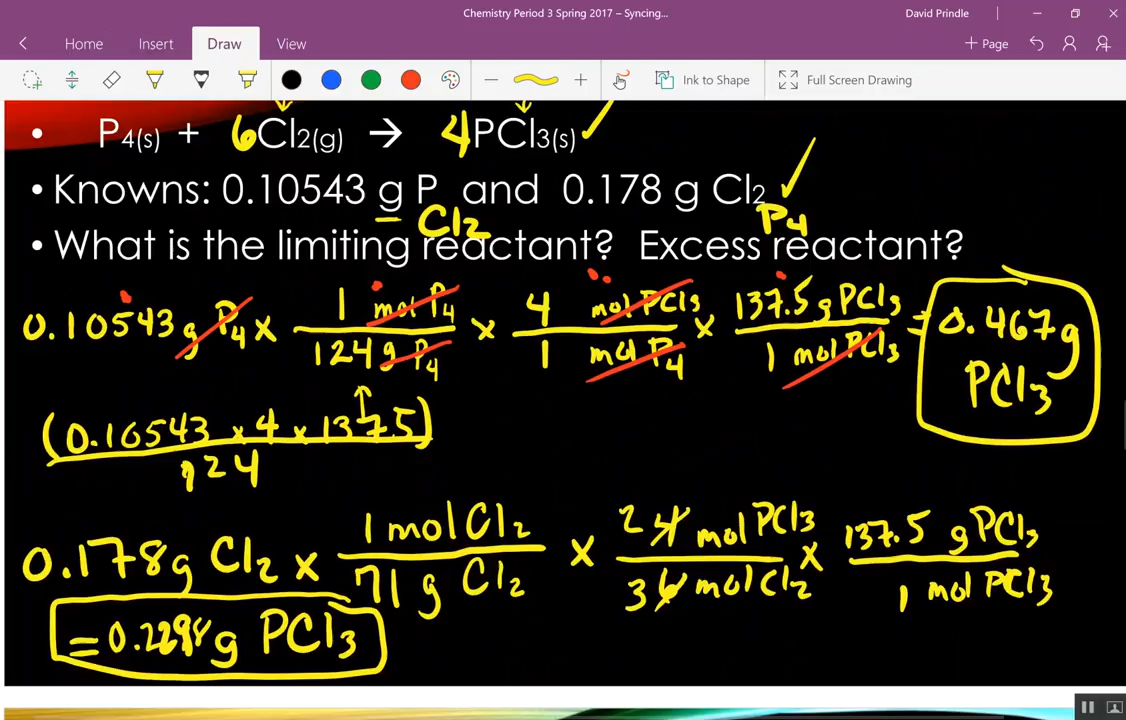 Chemistry Period 3 Spring 2017 – Syncing...
David Prindle
Home Insert Draw View
+ Page
Ink to Shape Full Screen Drawing
• P4(s) + 6Cl2(g) → 4PCl3(s) ✓
• Knowns: 0.10543 g P and 0.178 g Cl2
Cl2 P4
• What is the limiting reactant? Excess reactant?
0.10543 g P4 × 1 mol P4 / 124 g P4 × 4 mol PCl3 / 1 mol P4 × 137.5 g PCl3 / 1 mol PCl3 = 0.467 g PCl3
(0.10543 × 4 × 137.5)
124
0.178 g Cl2 × 1 mol Cl2 / 71 g Cl2 × 2 4 mol PCl3 / 3 6 mol Cl2 × 137.5 g PCl3 / 1 mol PCl3
g PCl3